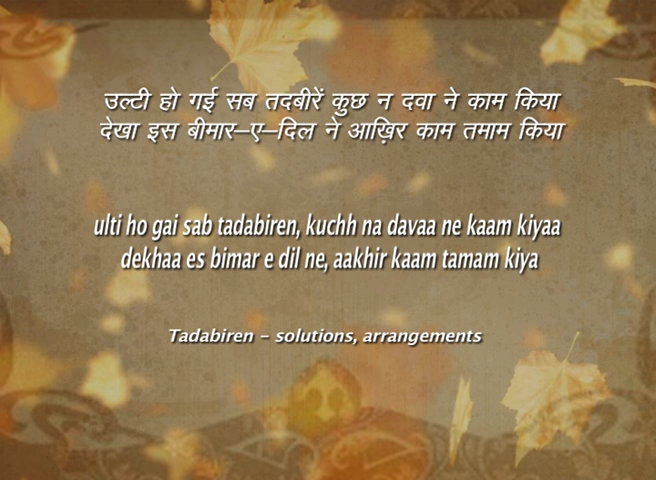 उल्टी हो गई सब तदबीरें कुछ न दवा ने काम किया
देखा इस बीमार–ए–दिल ने आख़िर काम तमाम किया
ulti ho gai sab tadabiren, kuchh na davaa ne kaam kiyaa
dekhaa es bimar e dil ne, aakhir kaam tamam kiya
Tadabiren - solutions, arrangements